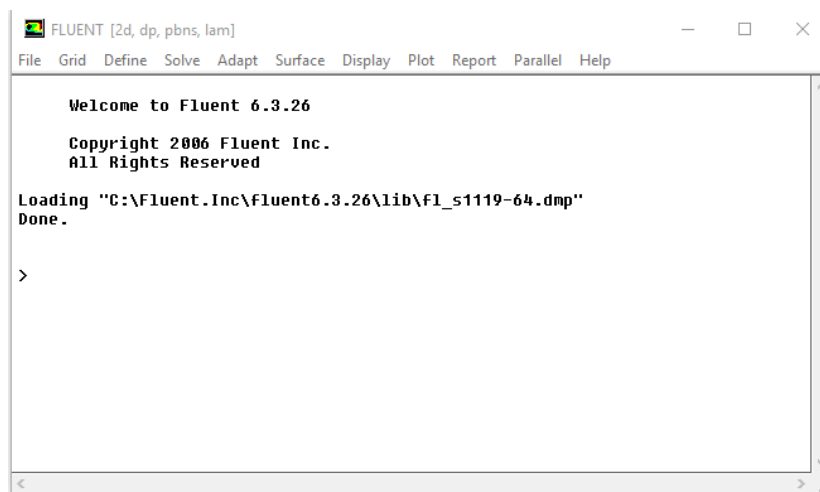 FLUENT [2d, dp, pbns, lam]
File Grid Define Solve Adapt Surface Display Plot Report Parallel Help
Welcome to Fluent 6.3.26
Copyright 2006 Fluent Inc.
All Rights Reserved
Loading "C:\Fluent.Inc\fluent6.3.26\lib\fl_s1119-64.dmp"
Done.
>